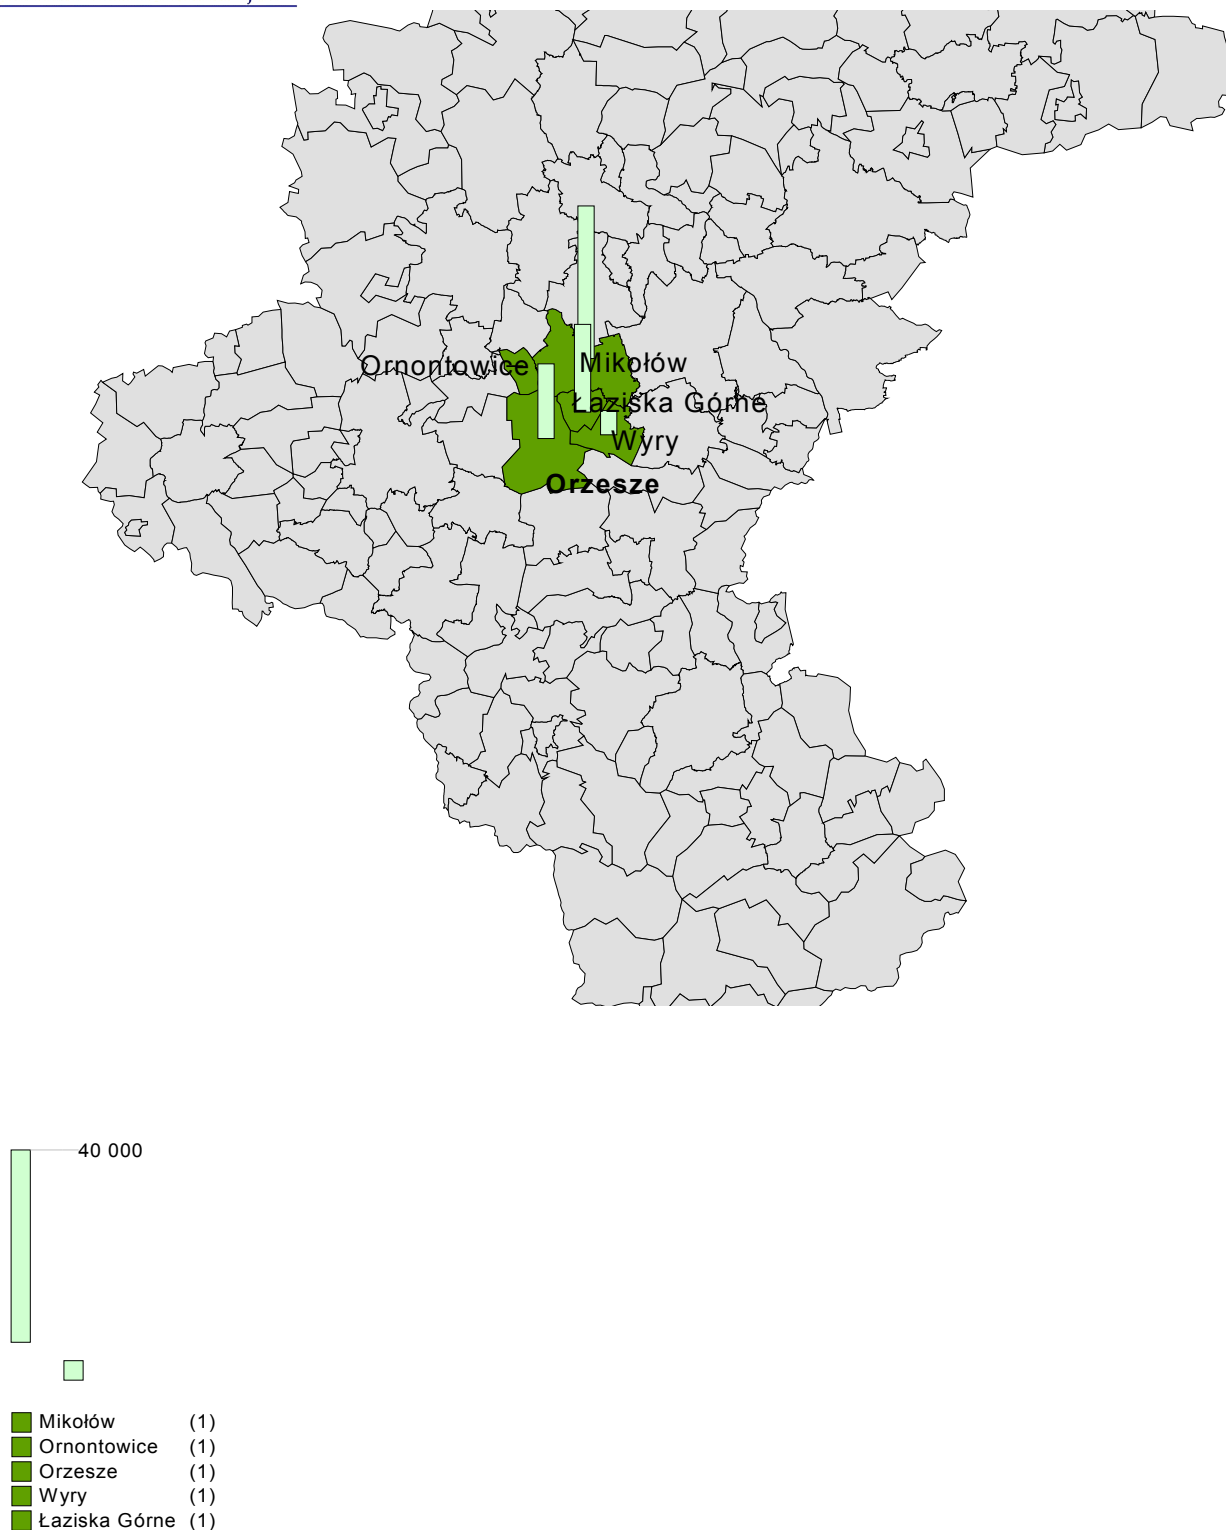 Ornontowice
Mikołów
Łaziska Górne
Wyry
Orzesze
40 000
Mikołów (1)
Ornontowice (1)
Orzesze (1)
Wyry (1)
Łaziska Górne (1)